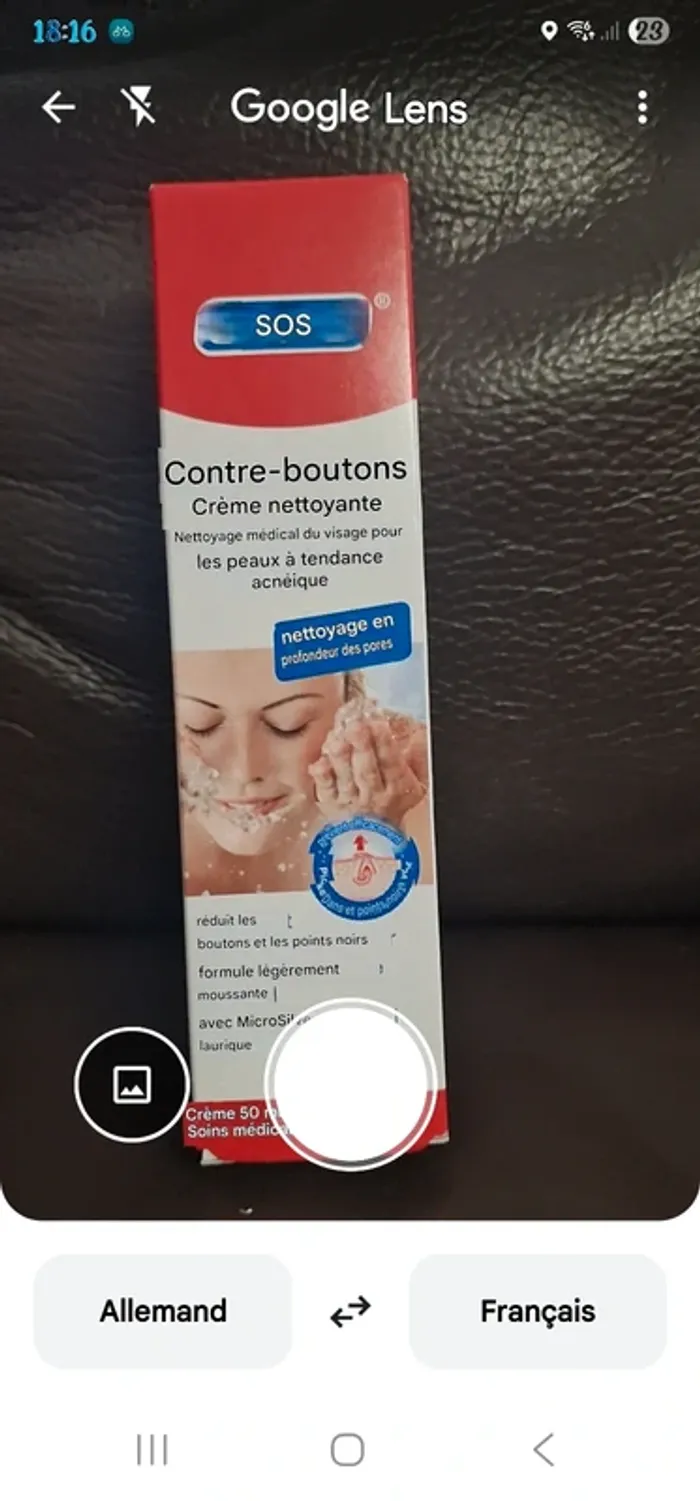 18:16
23
Google Lens
SOS
®
Contre-boutons
Crème nettoyante
Nettoyage médical du visage pour
les peaux à tendance
acnéique
nettoyage en
profondeur des pores
réduit les
boutons et les points noirs
formule légèrement
moussante
avec
laurique
Crème 50
Soins
Allemand
Français